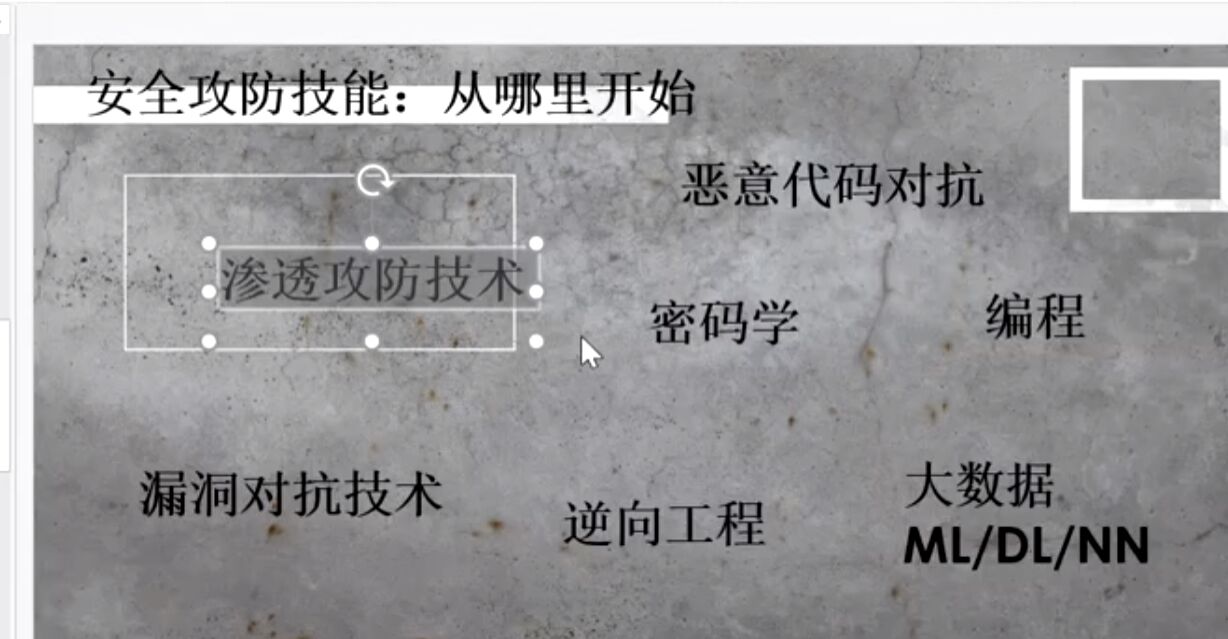 安全攻防技能：从哪里开始
恶意代码对抗
渗透攻防技术
密码学
编程
漏洞对抗技术
逆向工程
大数据
ML/DL/NN